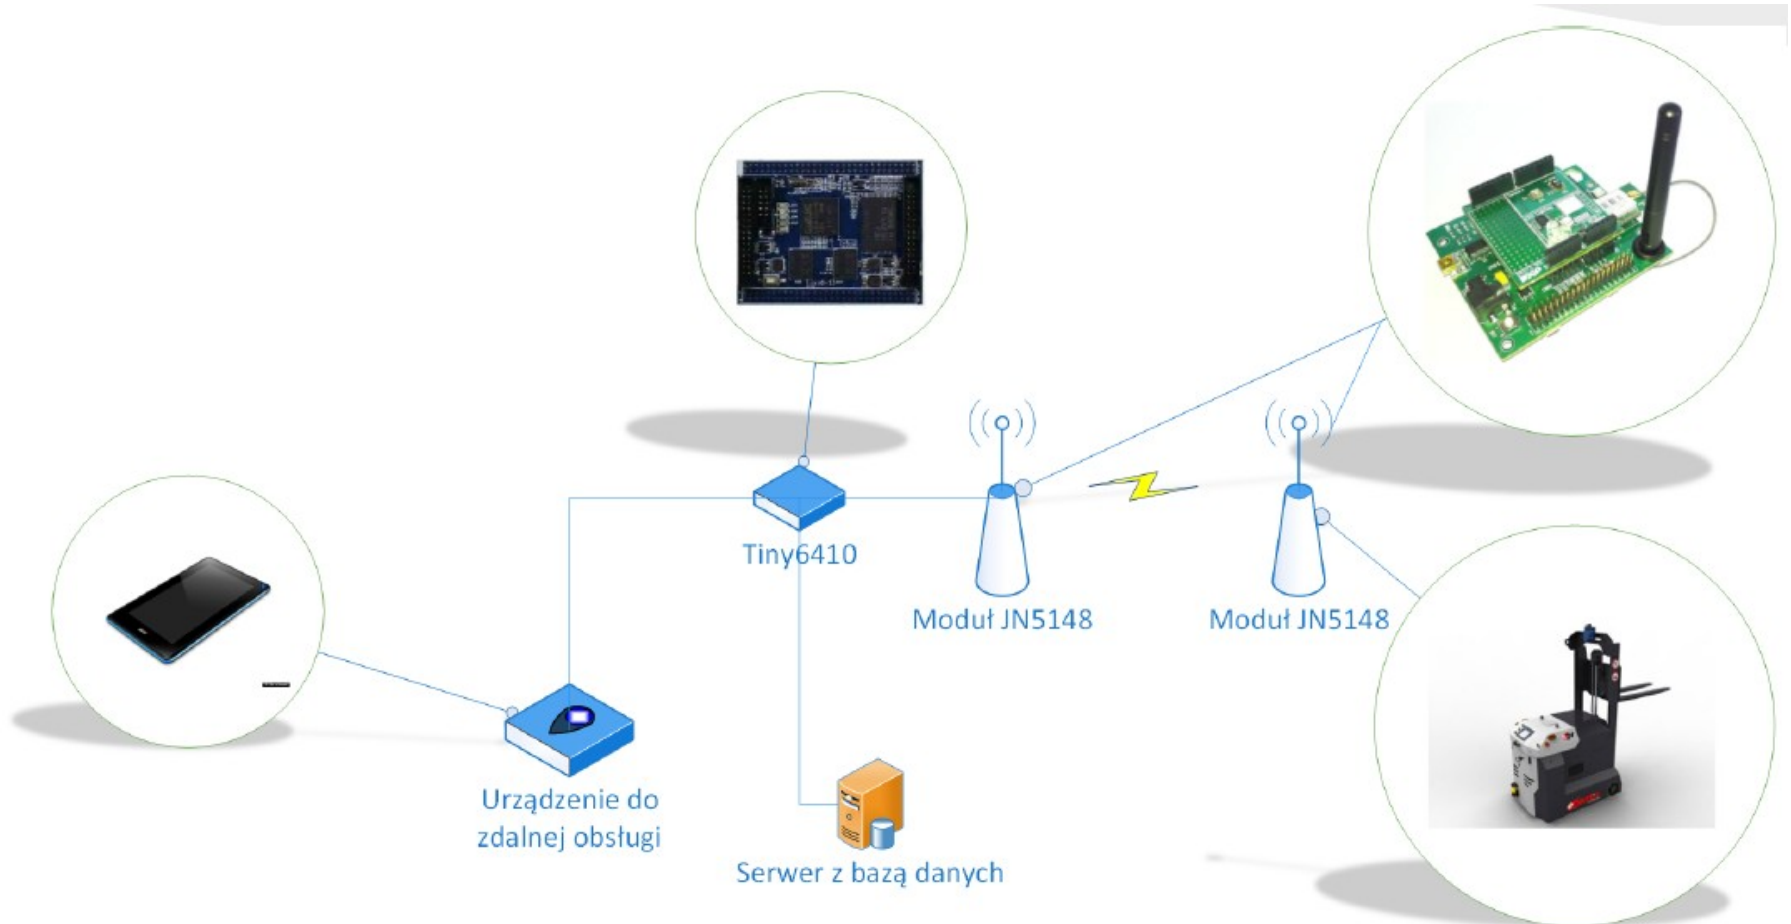 Tiny6410
Moduł JN5148
Moduł JN5148
Urządzenie do
zdalnej obsługi
Serwer z bazą danych